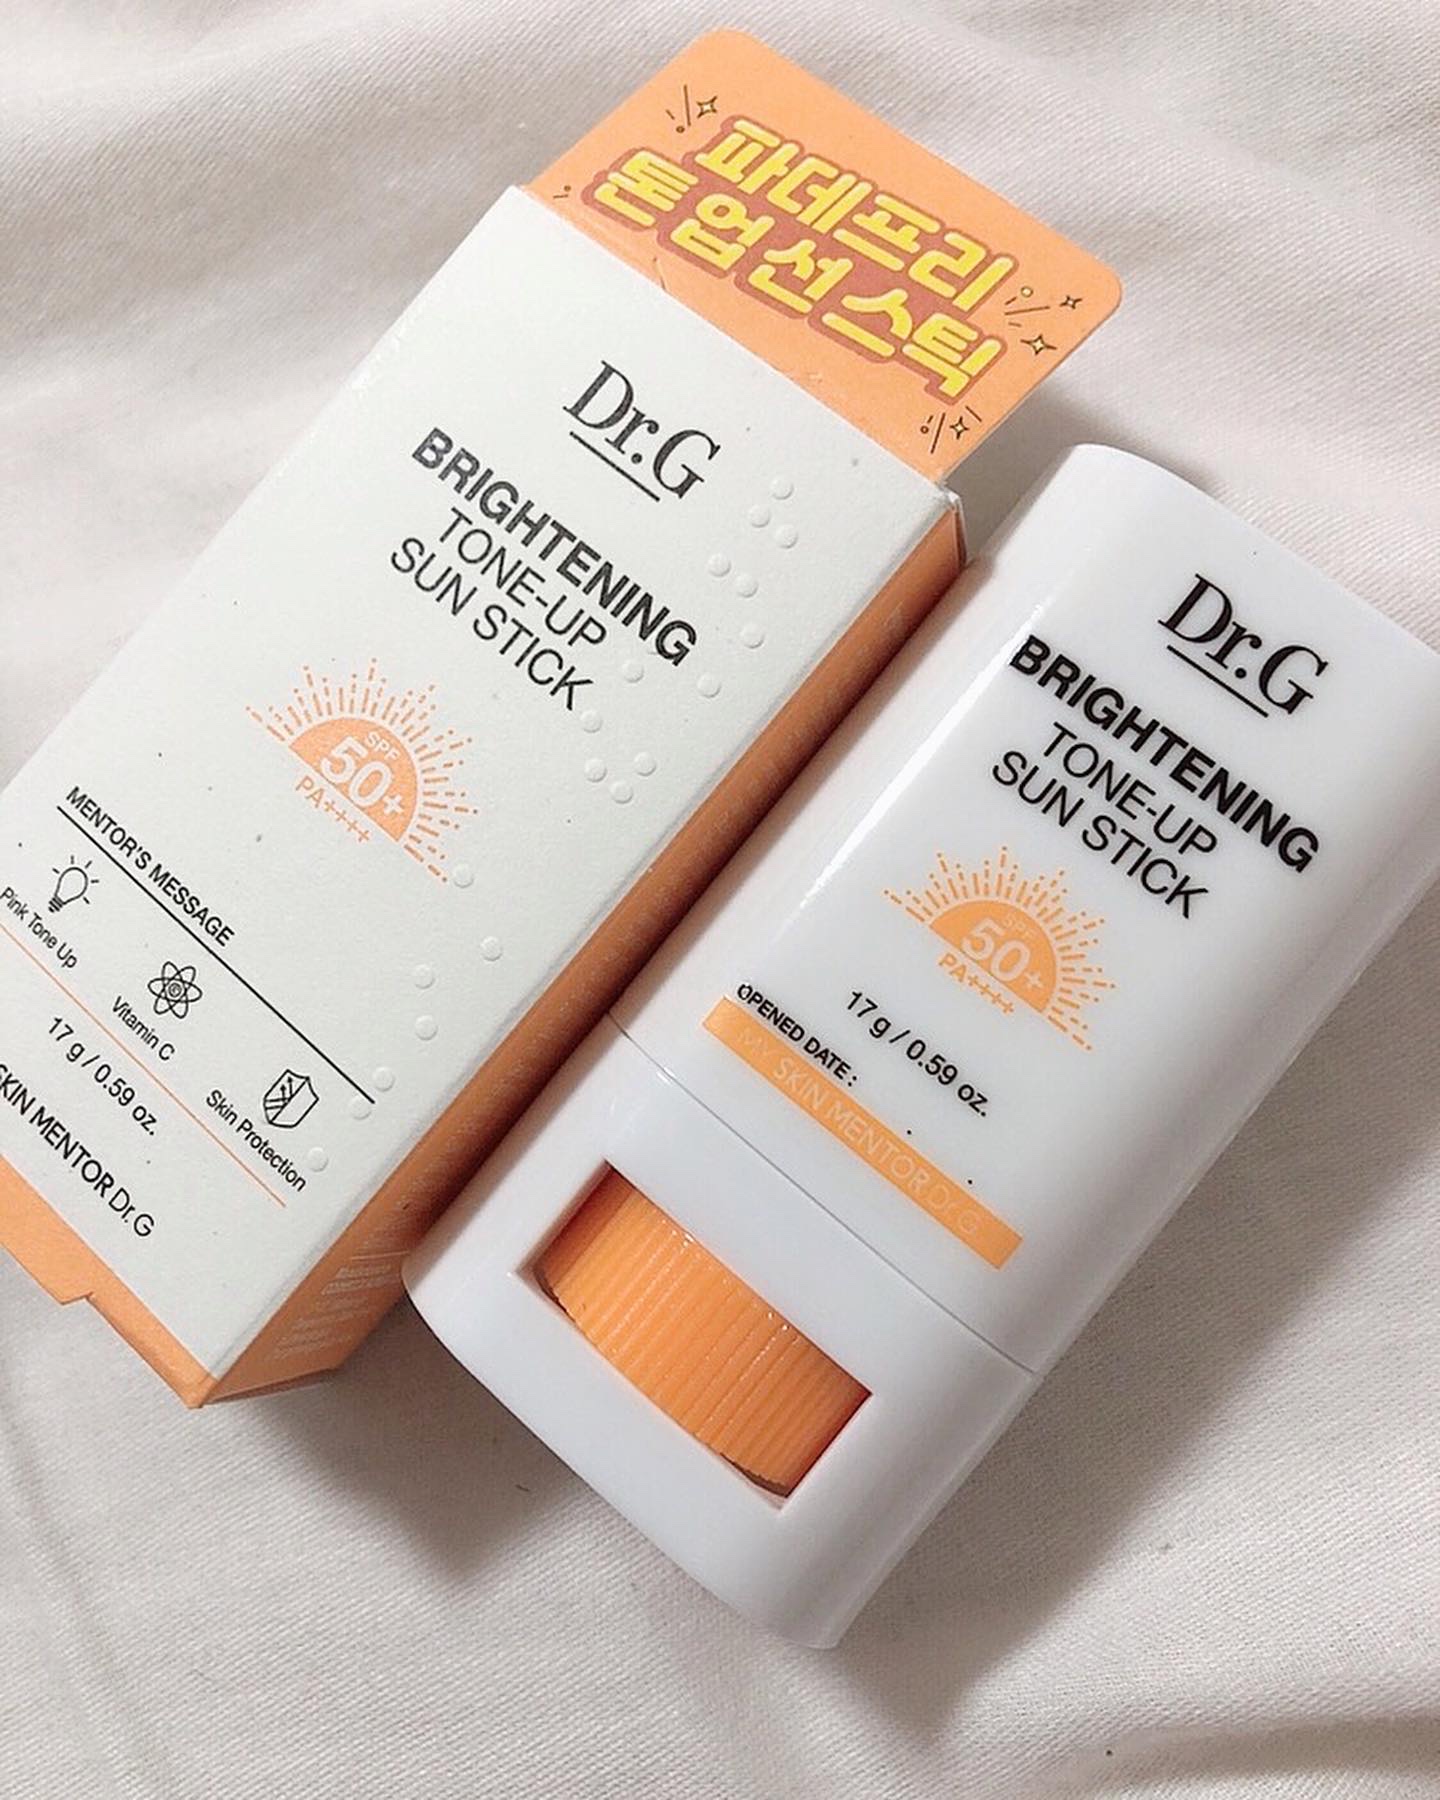 파데프리
톤업선스틱
Dr.G
BRIGHTENING
TONE-UP
SUN STICK
SPF
50+
PA++++
MENTOR'S MESSAGE
Pink Tone Up
Vitamin C
Skin Protection
17 g / 0.59 oz.
SKIN MENTOR Dr.G
Dr.G
BRIGHTENING
TONE-UP
SUN STICK
SPF
50+
PA++++
17 g / 0.59 oz.
OPENED DATE :
MY SKIN MENTOR Dr.G